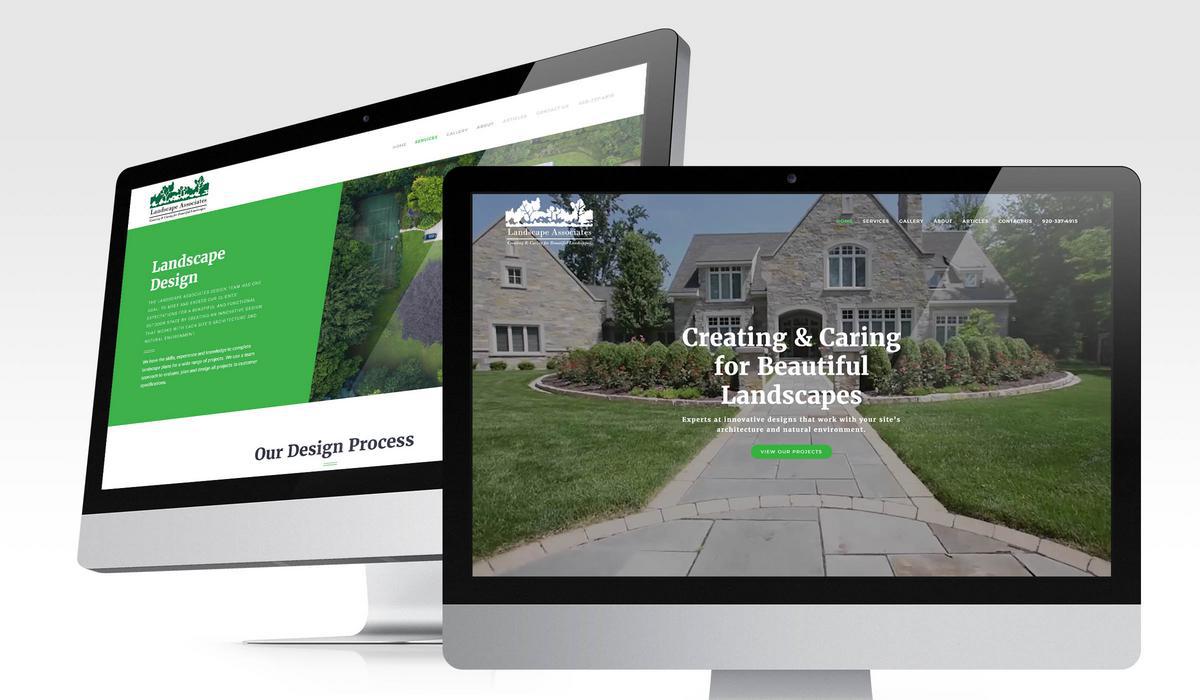 HOME SERVICES GALLERY ABOUT ARTICLES CONTACT US 920-337-4915
Landscape Associates
Creating & Caring for Beautiful Landscapes
Landscape
Design
THE LANDSCAPE ASSOCIATES DESIGN TEAM HAS ONE
GOAL: TO MEET AND EXCEED OUR CLIENTS'
EXPECTATIONS FOR A BEAUTIFUL AND FUNCTIONAL
OUTDOOR SPACE BY CREATING AN INNOVATIVE DESIGN
THAT WORKS WITH EACH SITE'S ARCHITECTURE AND
NATURAL ENVIRONMENT.
We have the skills, experience and knowledge to complete
landscape plans for a wide range of projects. We use a team
approach to evaluate, plan and design all projects to customer
specifications.
Our Design Process
Landscape Associates
Creating & Caring for Beautiful Landscapes
HOME SERVICES GALLERY ABOUT ARTICLES CONTACT US 920-337-4915
Creating & Caring
for Beautiful
Landscapes
Experts at innovative designs that work with your site's
architecture and natural environment.
VIEW OUR PROJECTS